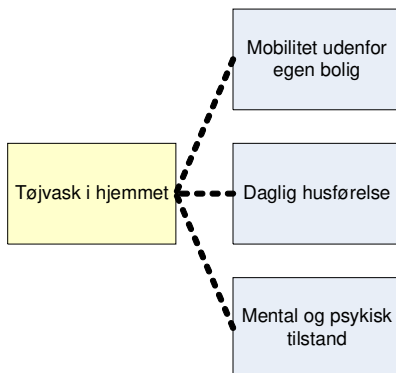 Mobilitet udenfor
egen bolig
Tøjvask i hjemmet
Daglig husførelse
Mental og psykisk
tilstand